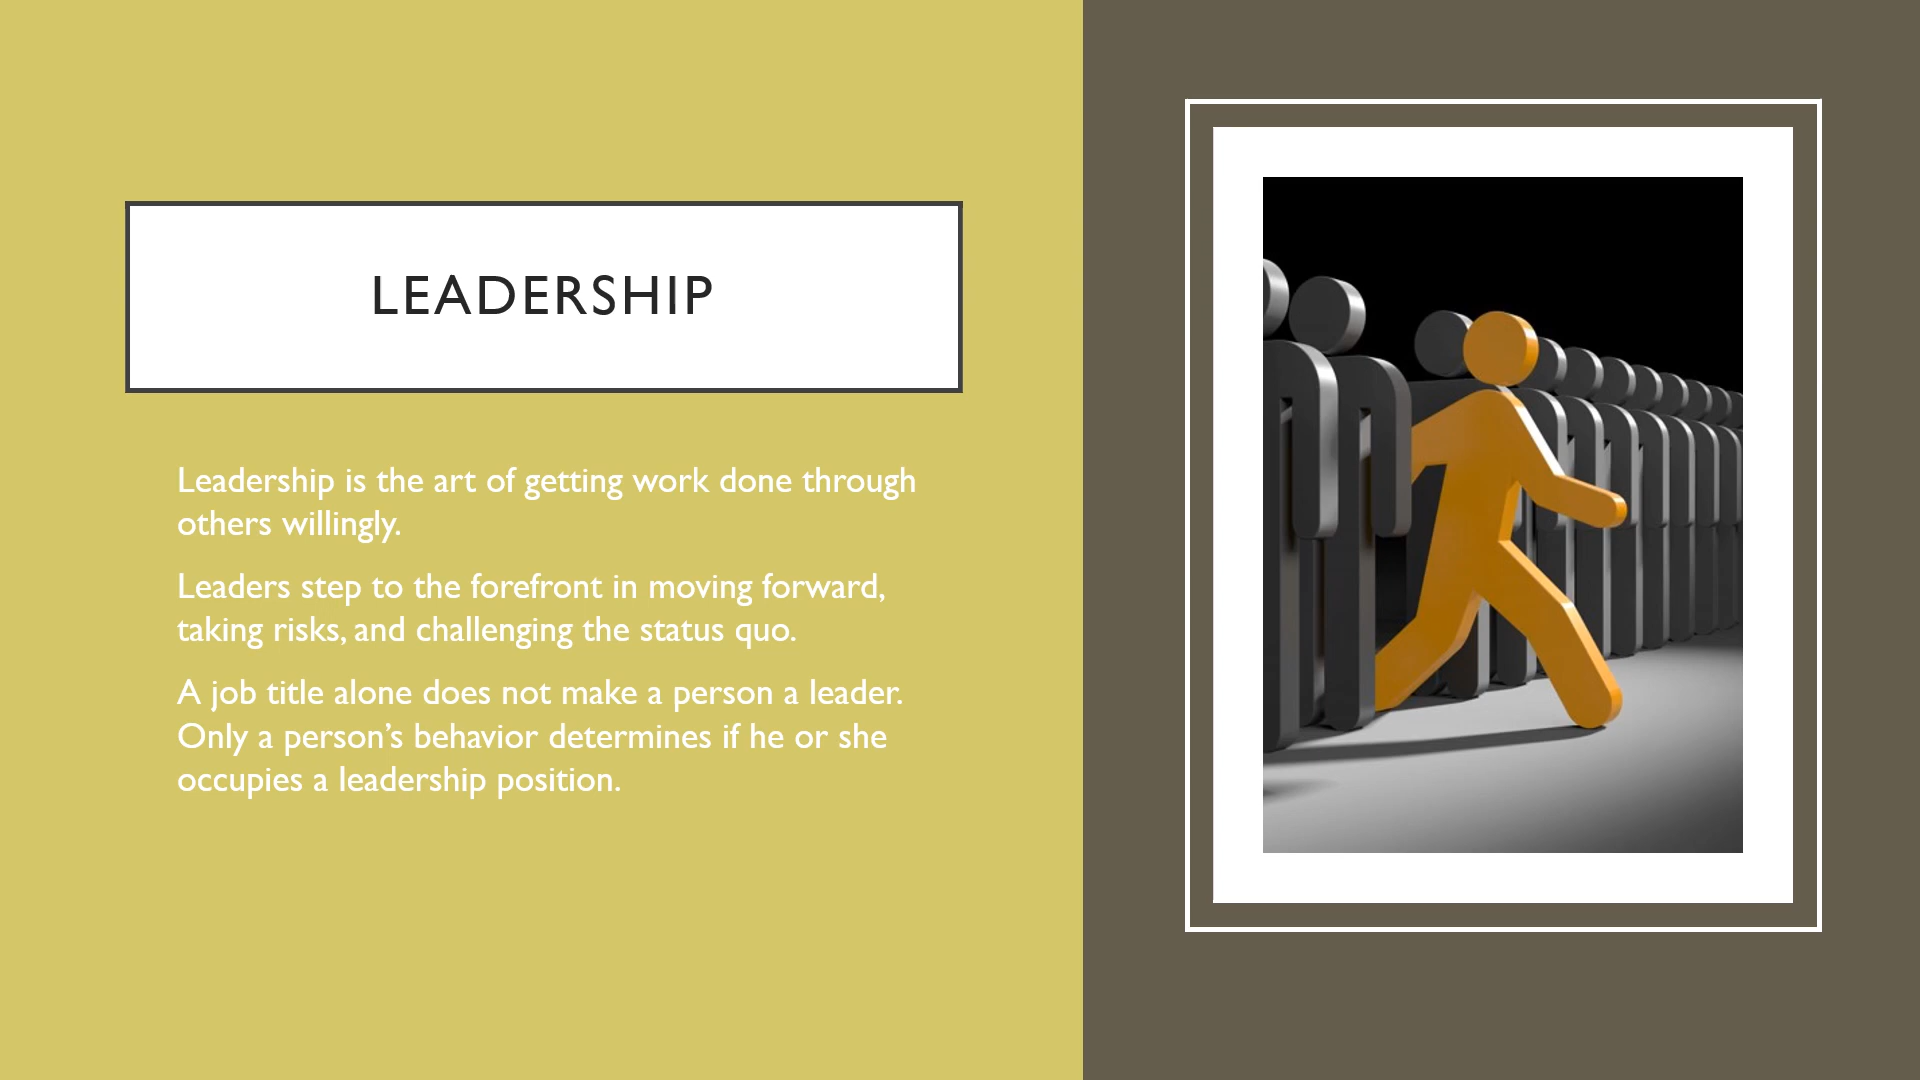 LEADERSHIP
Leadership is the art of getting work done through
others willingly.
Leaders step to the forefront in moving forward,
taking risks, and challenging the status quo.
A job title alone does not make a person a leader.
Only a person’s behavior determines if he or she
occupies a leadership position.